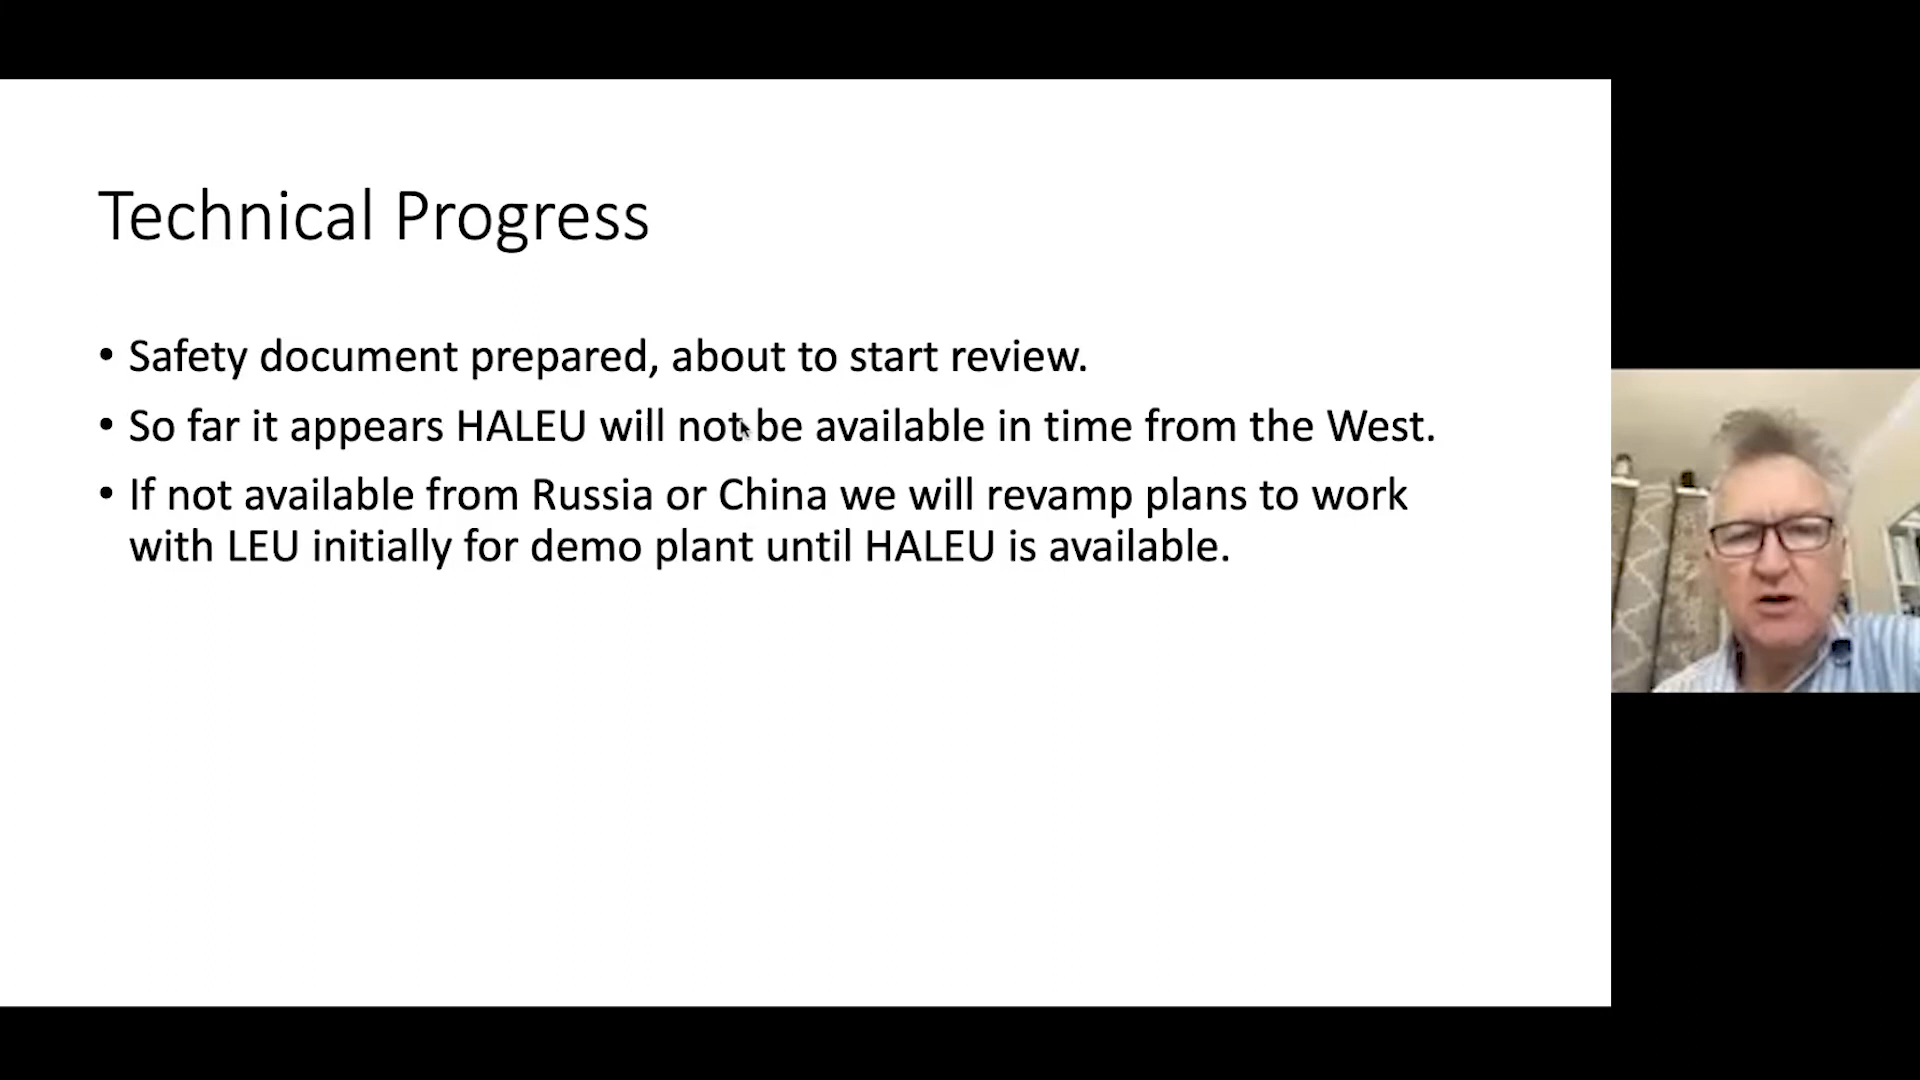 Technical Progress
• Safety document prepared, about to start review.
• So far it appears HALEU will not be available in time from the West.
• If not available from Russia or China we will revamp plans to work
with LEU initially for demo plant until HALEU is available.